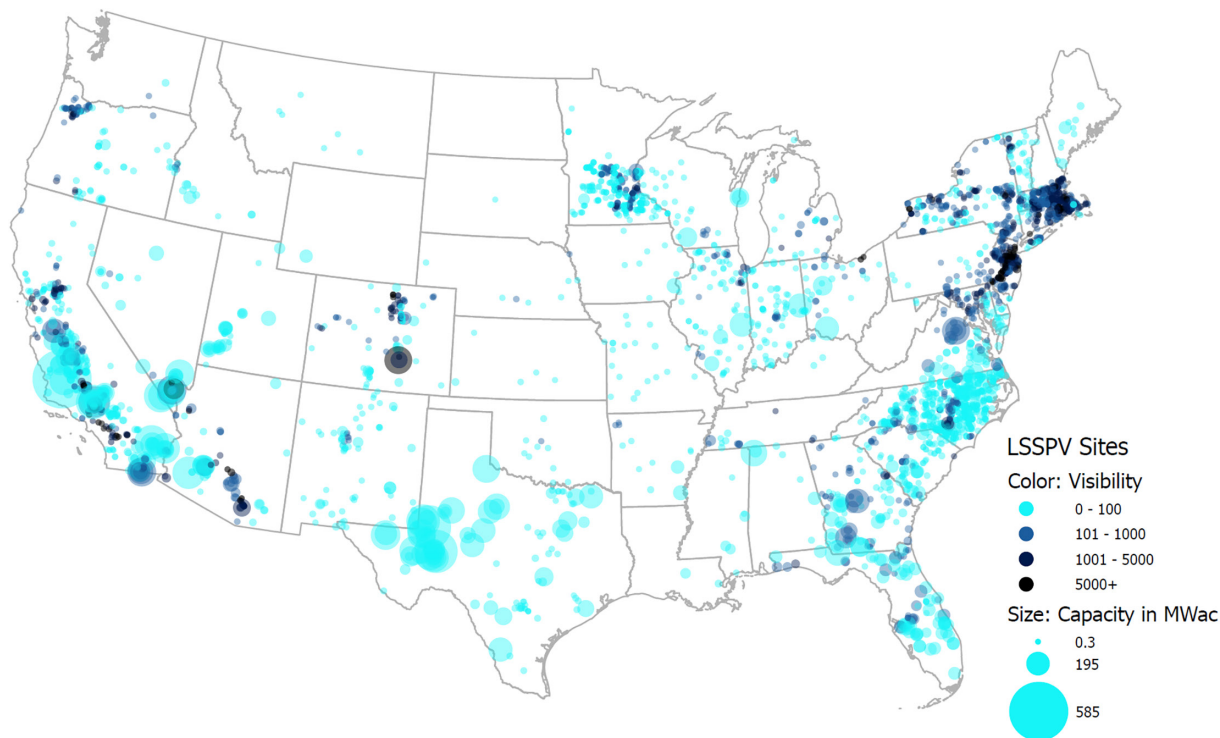 LSSPV Sites
Color: Visibility
0 - 100
101 - 1000
1001 - 5000
5000+
Size: Capacity in MWac
0.3
195
585